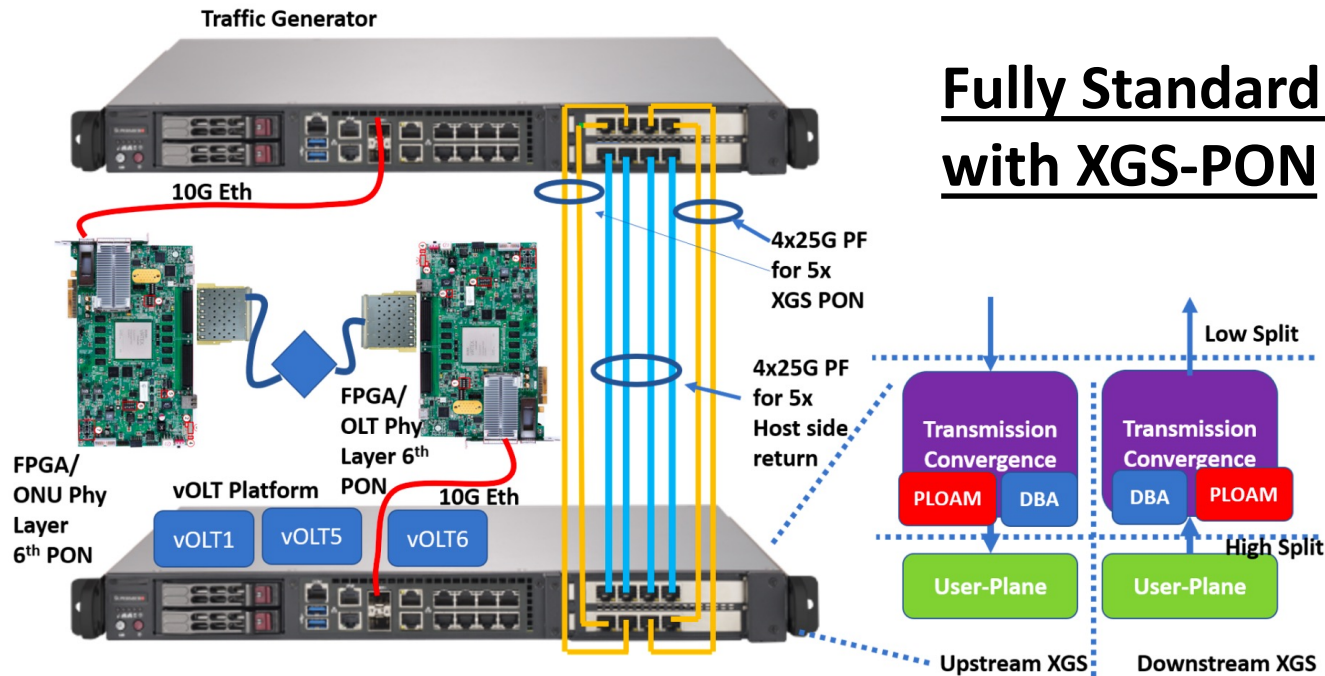 Traffic Generator
Fully Standard
with XGS-PON
10G Eth
4x25G PF
for 5x
XGS PON
4x25G PF
for 5x
Host side
return
FPGA/
ONU Phy
Layer
6th PON
FPGA/
OLT Phy
Layer 6th
PON
10G Eth
vOLT Platform
vOLT1
vOLT5
vOLT6
Low Split
Transmission
Convergence
PLOAM
DBA
Transmission
Convergence
DBA
PLOAM
High Split
User-Plane
User-Plane
Upstream XGS
Downstream XGS